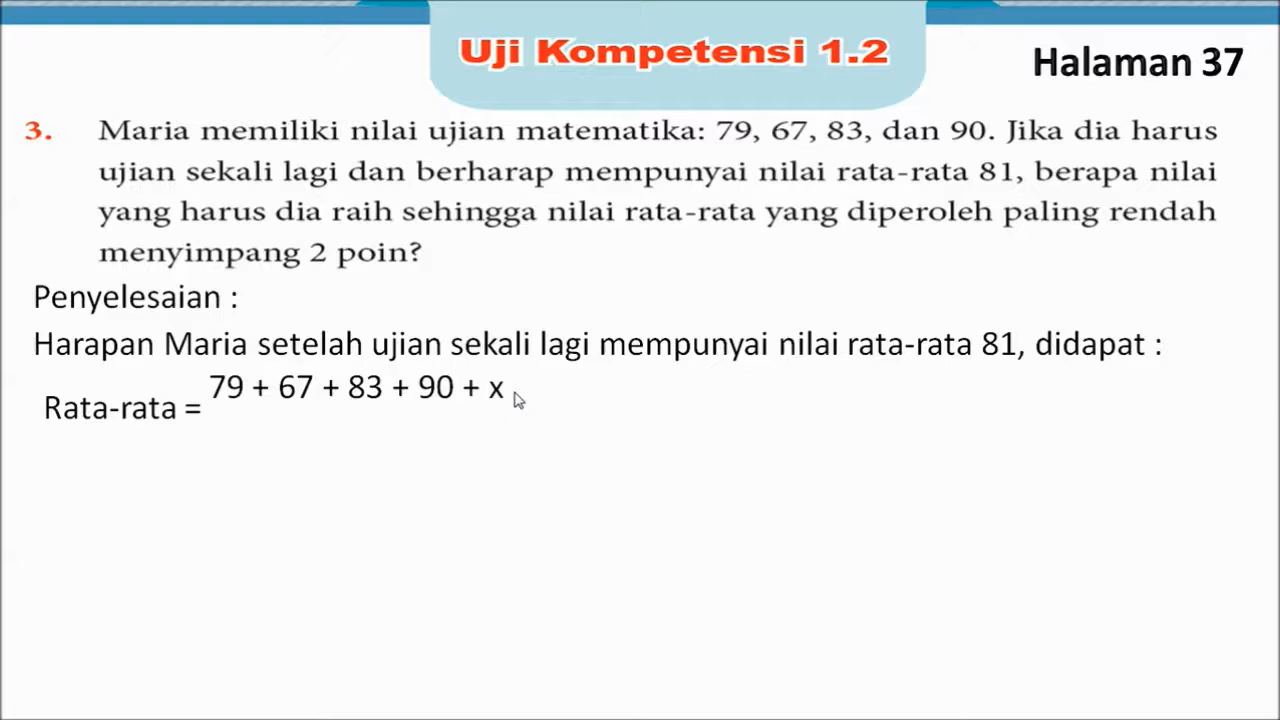 Uji Kompetensi 1.2
Halaman 37
3. Maria memiliki nilai ujian matematika: 79, 67, 83, dan 90. Jika dia harus
ujian sekali lagi dan berharap mempunyai nilai rata-rata 81, berapa nilai
yang harus dia raih sehingga nilai rata-rata yang diperoleh paling rendah
menyimpang 2 poin?
Penyelesaian :
Harapan Maria setelah ujian sekali lagi mempunyai nilai rata-rata 81, didapat :
79 + 67 + 83 + 90 + x
Rata-rata =